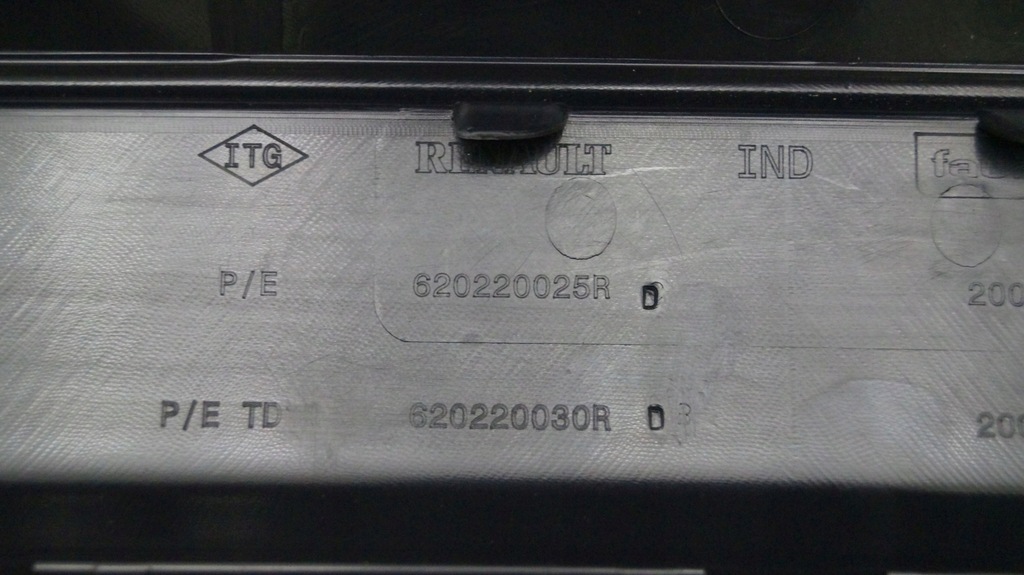 ITG RENAULT IND
P/E 620220025R D
P/E TD 620220030R D